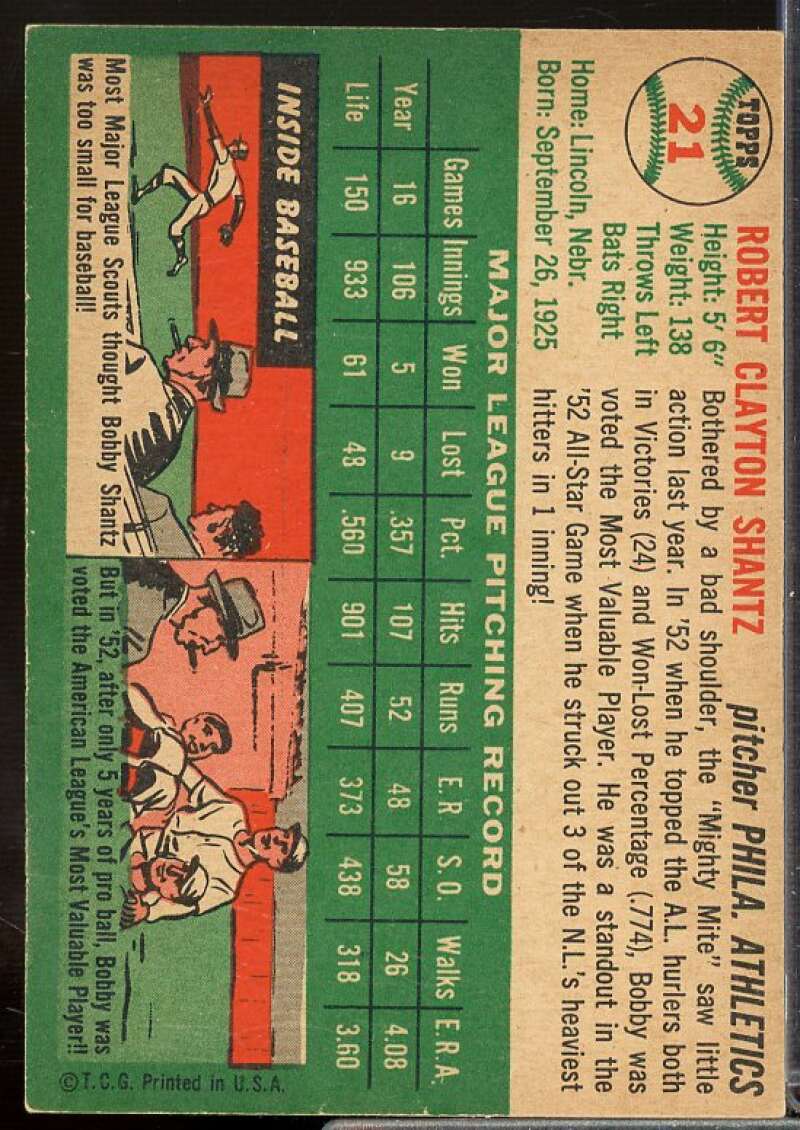 TOPPS
21
ROBERT CLAYTON SHANTZ pitcher PHILA. ATHLETICS
Height: 5' 6"
Weight: 138
Throws Left
Bats Right
Home: Lincoln, Nebr.
Born: September 26, 1925
Bothered by a bad shoulder, the "Mighty Mite" saw little
action last year. In '52 when he topped the A.L. hurlers both
in Victories (24) and Won-Lost Percentage (.774), Bobby was
voted the Most Valuable Player. He was a standout in the
'52 All-Star Game when he struck out 3 of the N.L.'s heaviest
hitters in 1 inning!
MAJOR LEAGUE PITCHING RECORD
Games Innings Won Lost Pct. Hits Runs E.R S.O. Walks E.R.A.
Year 16 106 5 9 .357 107 52 48 58 26 4.08
Life 150 933 61 48 .560 901 407 373 438 318 3.60
INSIDE BASEBALL
Most Major League Scouts thought Bobby Shantz
was too small for baseball!
But in '52, after only 5 years of pro ball, Bobby was
voted the American League's Most Valuable Player!!
©T.C.G. Printed in U.S.A.